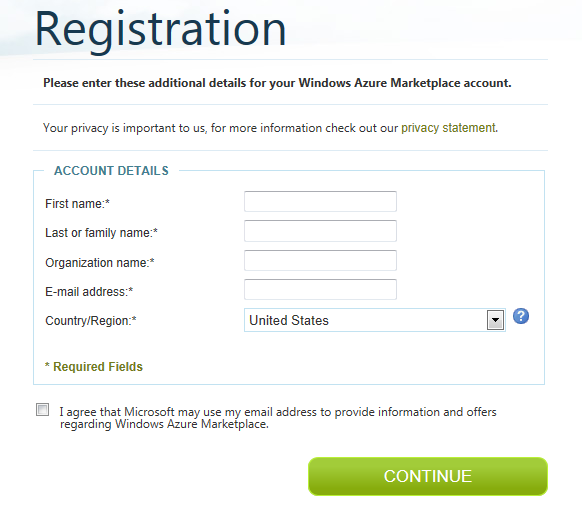 Registration
Please enter these additional details for your Windows Azure Marketplace account.
Your privacy is important to us, for more information check out our privacy statement.
ACCOUNT DETAILS
First name:*
Last or family name:*
Organization name:*
E-mail address:*
Country/Region:* United States ?
* Required Fields
I agree that Microsoft may use my email address to provide information and offers
regarding Windows Azure Marketplace.
CONTINUE